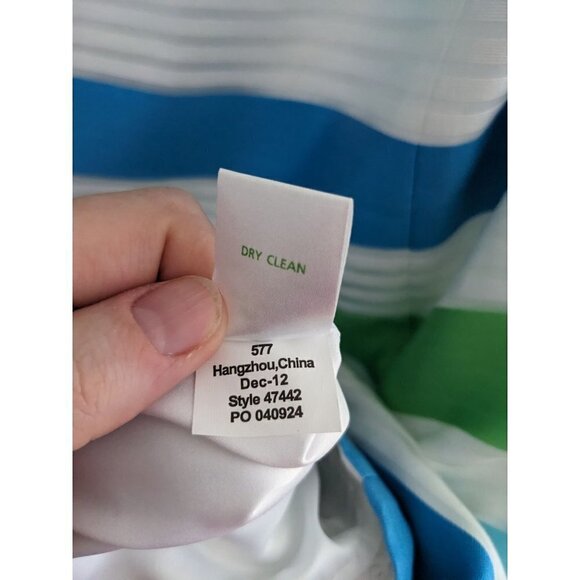 DRY CLEAN
577
Hangzhou,China
Dec-12
Style 47442
PO 040924